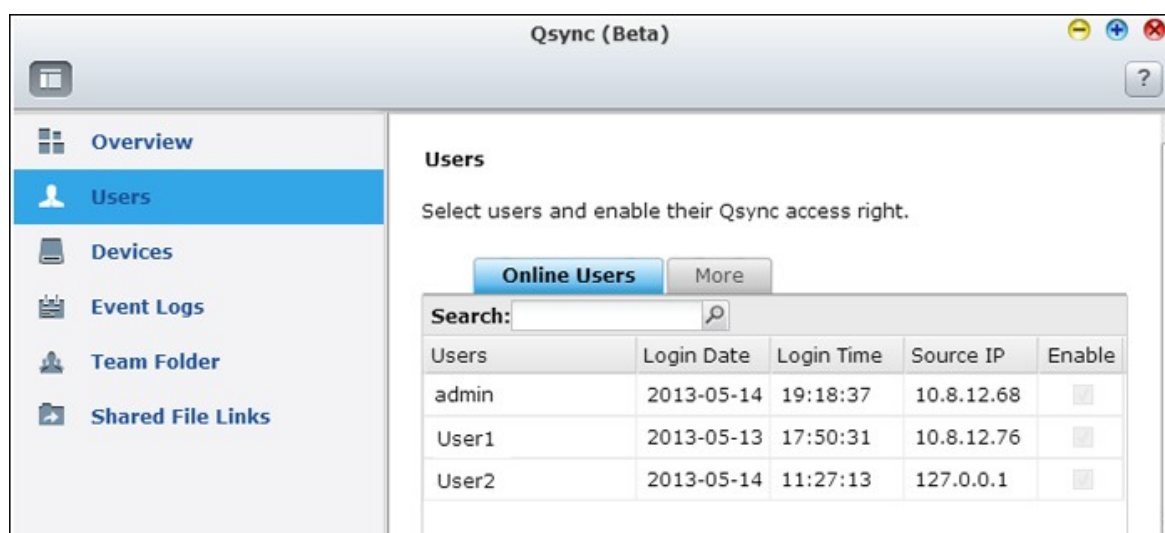 Qsync (Beta)
?
Overview
Users
Devices
Event Logs
Team Folder
Shared File Links
Users
Select users and enable their Qsync access right.
Online Users More
Search:
Users Login Date Login Time Source IP Enable
admin 2013-05-14 19:18:37 10.8.12.68
User1 2013-05-13 17:50:31 10.8.12.76
User2 2013-05-14 11:27:13 127.0.0.1